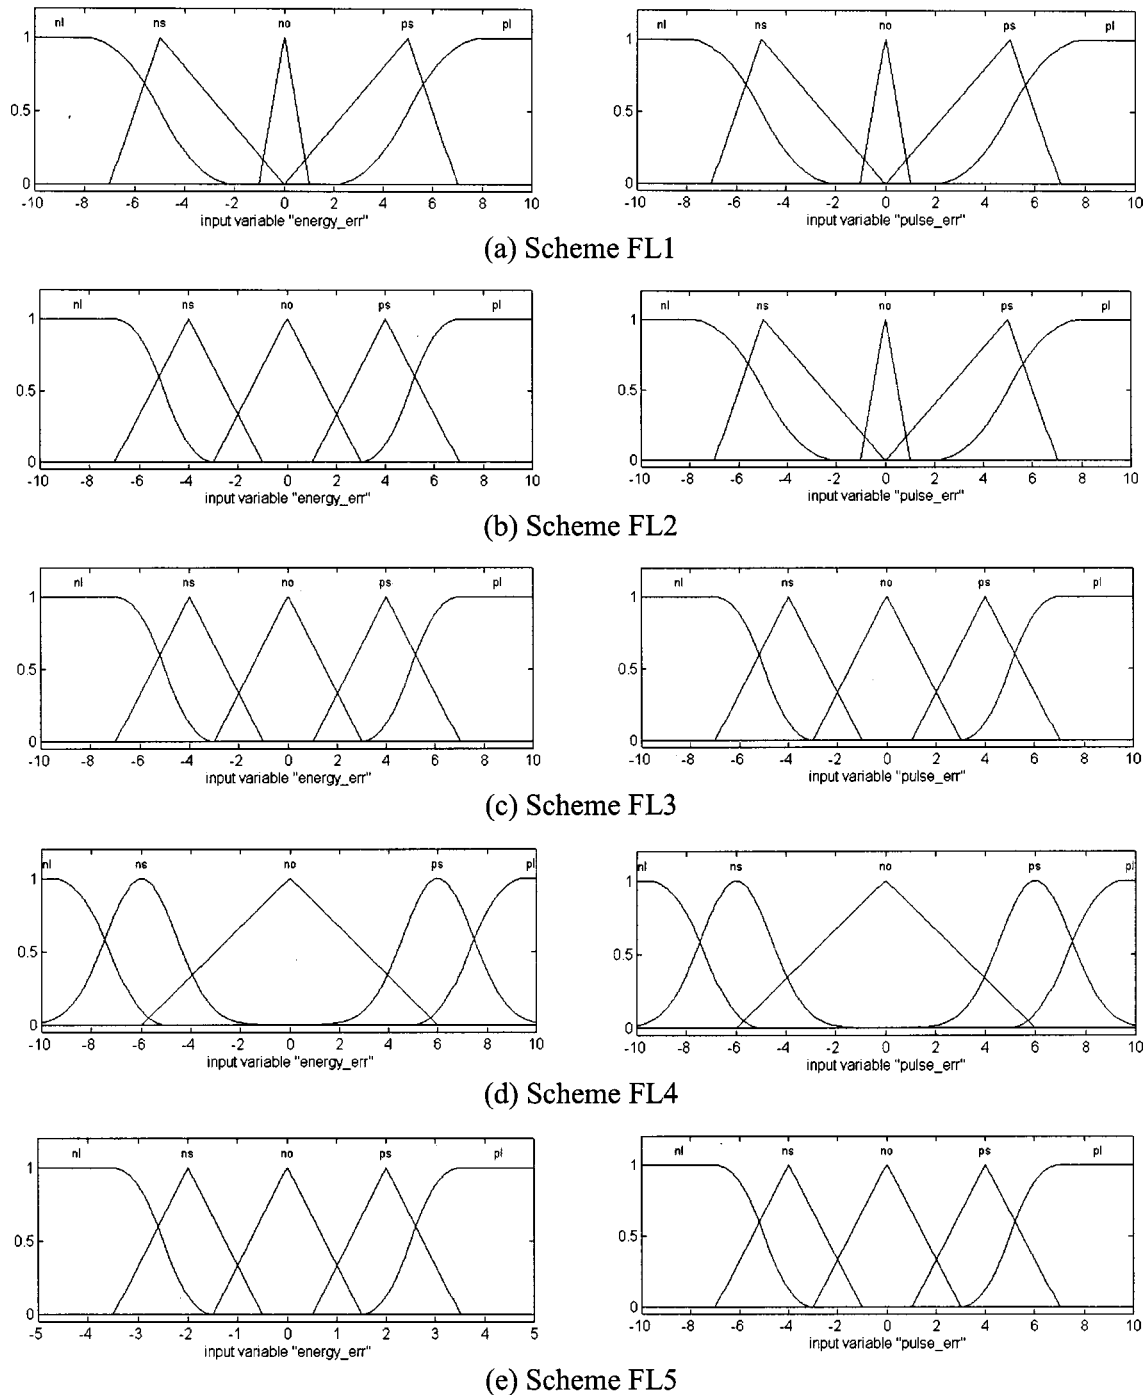 nl ns no ps pl
1
0.5
0
-10 -8 -6 -4 -2 0 2 4 6 8 10
input variable "energy_err"
nl ns no ps pl
1
0.5
0
-10 -8 -6 -4 -2 0 2 4 6 8 10
input variable "pulse_err"
(a) Scheme FL1
nl ns no ps pl
1
0.5
0
-10 -8 -6 -4 -2 0 2 4 6 8 10
input variable "energy_err"
nl ns no ps pl
1
0.5
0
-10 -8 -6 -4 -2 0 2 4 6 8 10
input variable "pulse_err"
(b) Scheme FL2
nl ns no ps pl
1
0.5
0
-10 -8 -6 -4 -2 0 2 4 6 8 10
input variable "energy_err"
nl ns no ps pl
1
0.5
0
-10 -8 -6 -4 -2 0 2 4 6 8 10
input variable "pulse_err"
(c) Scheme FL3
nl ns no ps pl
1
0.5
0
-10 -8 -6 -4 -2 0 2 4 6 8 10
input variable "energy_err"
nl ns no ps pl
1
0.5
0
-10 -8 -6 -4 -2 0 2 4 6 8 10
input variable "pulse_err"
(d) Scheme FL4
nl ns no ps pl
1
0.5
0
-5 -4 -3 -2 -1 0 1 2 3 4 5
input variable "energy_err"
nl ns no ps pl
1
0.5
0
-10 -8 -6 -4 -2 0 2 4 6 8 10
input variable "pulse_err"
(e) Scheme FL5